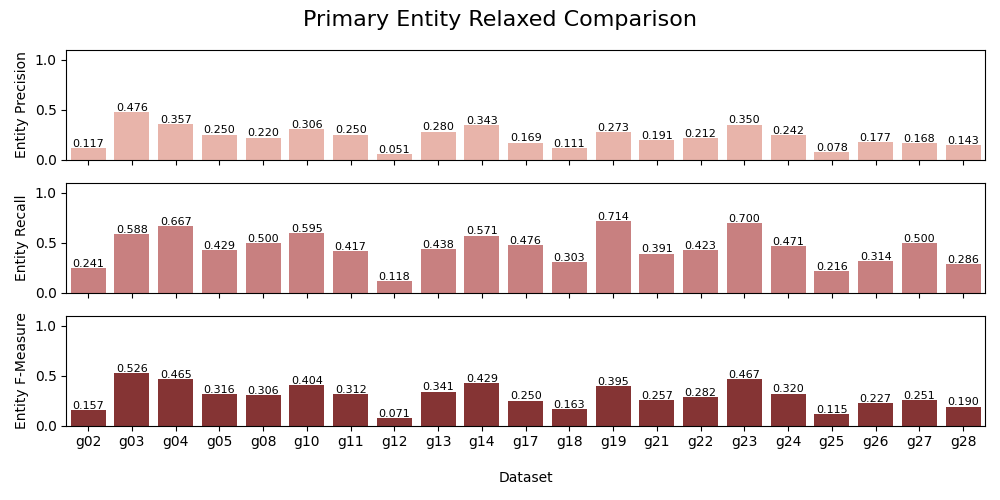 Primary Entity Relaxed Comparison
Entity Precision
1.0
0.5
0.0
0.117 0.476 0.357 0.250 0.220 0.306 0.250 0.051 0.280 0.343 0.169 0.111 0.273 0.191 0.212 0.350 0.242 0.078 0.177 0.168 0.143
Entity Recall
1.0
0.5
0.0
0.241 0.588 0.667 0.429 0.500 0.595 0.417 0.118 0.438 0.571 0.476 0.303 0.714 0.391 0.423 0.700 0.471 0.216 0.314 0.500 0.286
Entity F-Measure
1.0
0.5
0.0
0.157 0.526 0.465 0.316 0.306 0.404 0.312 0.071 0.341 0.429 0.250 0.163 0.395 0.257 0.282 0.467 0.320 0.115 0.227 0.251 0.190
g02 g03 g04 g05 g08 g10 g11 g12 g13 g14 g17 g18 g19 g21 g22 g23 g24 g25 g26 g27 g28
Dataset